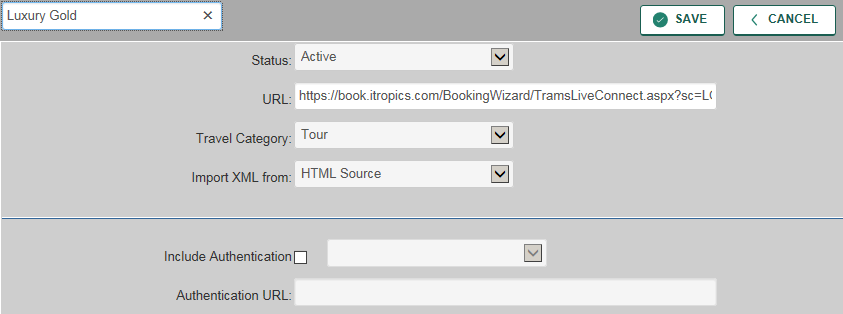 Luxury Gold ✕ SAVE CANCEL
Status: Active
URL: https://book.itropics.com/BookingWizard/TramsLiveConnect.aspx?sc=LG
Travel Category: Tour
Import XML from: HTML Source
Include Authentication
Authentication URL: